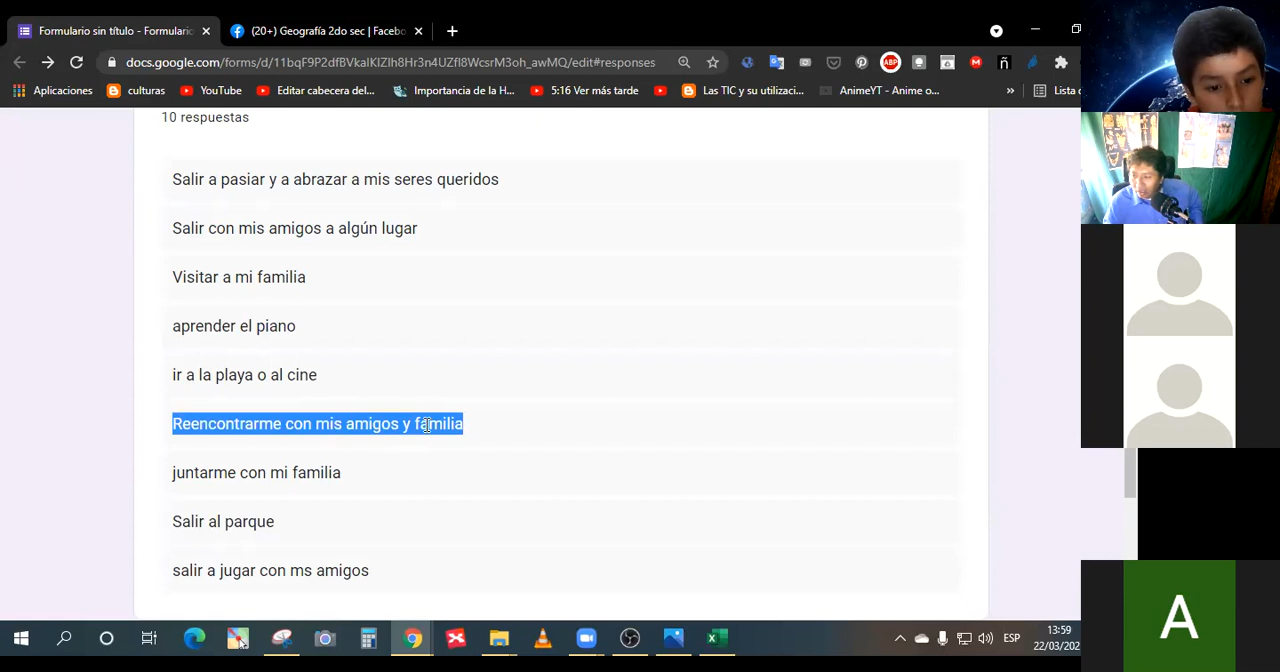 Formulario sin título - Formulario
(20+) Geografía 2do sec | Facebo
docs.google.com/forms/d/11bqF9P2dfBVkaIKIZIh8Hr3n4UZfI8WcsrM3oh_awMQ/edit#responses
ABP
M
ñ
Aplicaciones
culturas
YouTube
Editar cabecera del...
Importancia de la H...
5:16 Ver más tarde
Las TIC y su utilizaci...
AnimeYT - Anime o...
»
Lista
10 respuestas
Salir a pasiar y a abrazar a mis seres queridos
Salir con mis amigos a algún lugar
Visitar a mi familia
aprender el piano
ir a la playa o al cine
Reencontrarme con mis amigos y familia
juntarme con mi familia
Salir al parque
salir a jugar con ms amigos
A
ESP
13:59
22/03/202